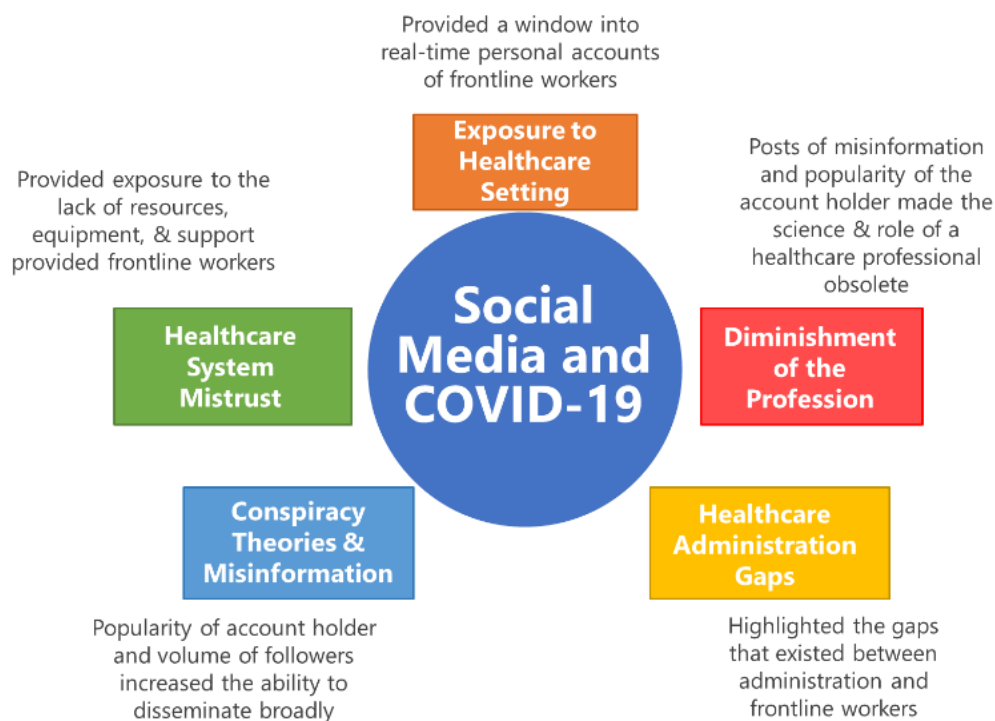 Provided a window into
real-time personal accounts
of frontline workers
Exposure to
Healthcare
Setting
Posts of misinformation
and popularity of the
account holder made the
science & role of a
healthcare professional
obsolete
Diminishment
of the
Profession
Healthcare
Administration
Gaps
Highlighted the gaps
that existed between
administration and
frontline workers
Conspiracy
Theories &
Misinformation
Popularity of account holder
and volume of followers
increased the ability to
disseminate broadly
Provided exposure to the
lack of resources,
equipment, & support
provided frontline workers
Healthcare
System
Mistrust
Social
Media and
COVID-19